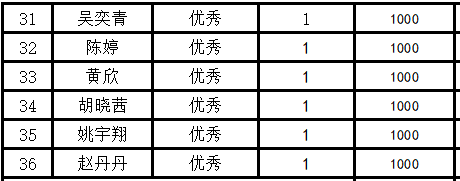 31 吴奕青 优秀 1 1000
32 陈婷 优秀 1 1000
33 黄欣 优秀 1 1000
34 胡晓茜 优秀 1 1000
35 姚宇翔 优秀 1 1000
36 赵丹丹 优秀 1 1000